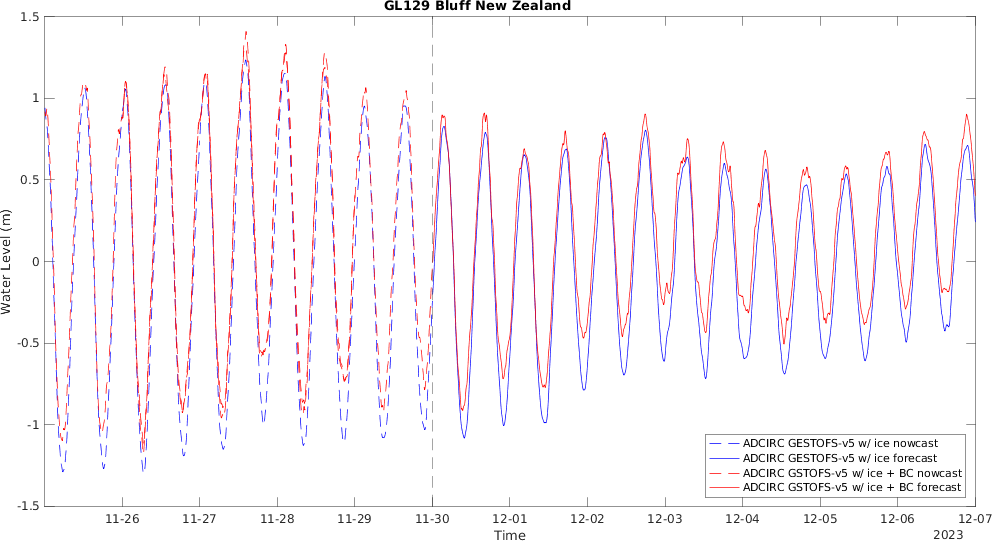 GL129 Bluff New Zealand
1.5
1
0.5
0
-0.5
-1
-1.5
Water Level (m)
11-26 11-27 11-28 11-29 11-30 12-01 12-02 12-03 12-04 12-05 12-06 12-07
Time
2023
ADCIRC GESTOFS-v5 w/ ice nowcast
ADCIRC GESTOFS-v5 w/ ice forecast
ADCIRC GSTOFS-v5 w/ ice + BC nowcast
ADCIRC GSTOFS-v5 w/ ice + BC forecast